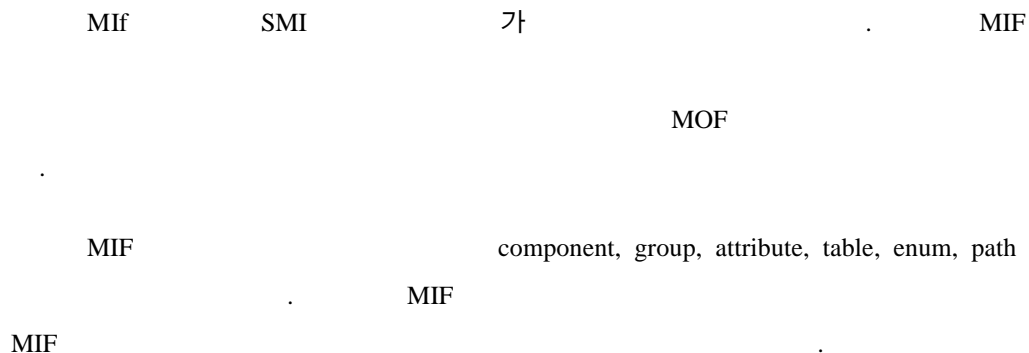 MIf SMI 가 . MIF
MOF
.
MIF component, group, attribute, table, enum, path
. MIF
MIF .